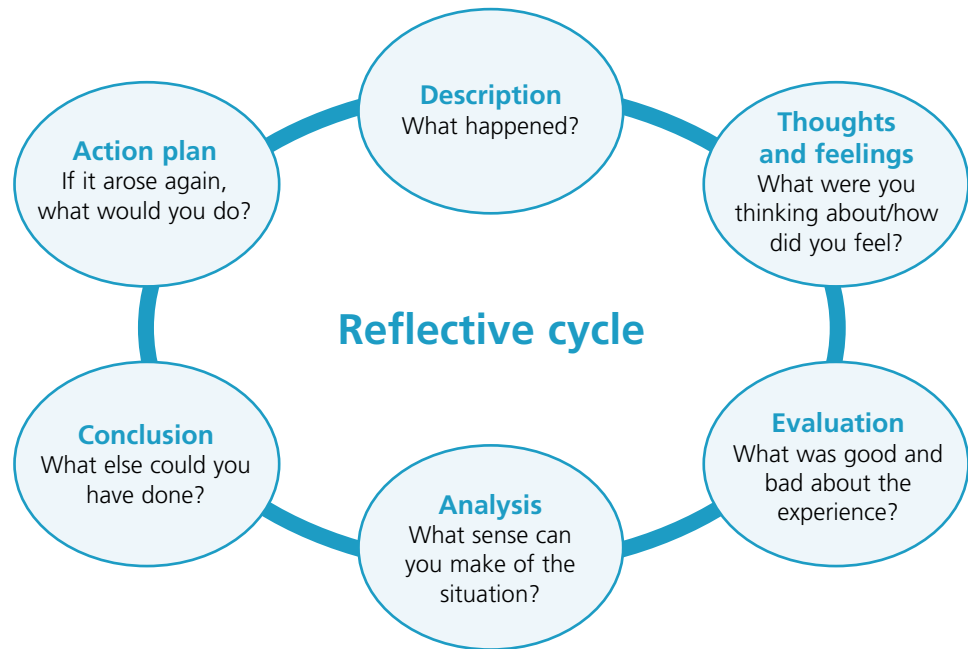 Reflective cycle
Description
What happened?
Thoughts
and feelings
What were you
thinking about/how
did you feel?
Evaluation
What was good and
bad about the
experience?
Analysis
What sense can
you make of the
situation?
Conclusion
What else could you
have done?
Action plan
If it arose again,
what would you do?